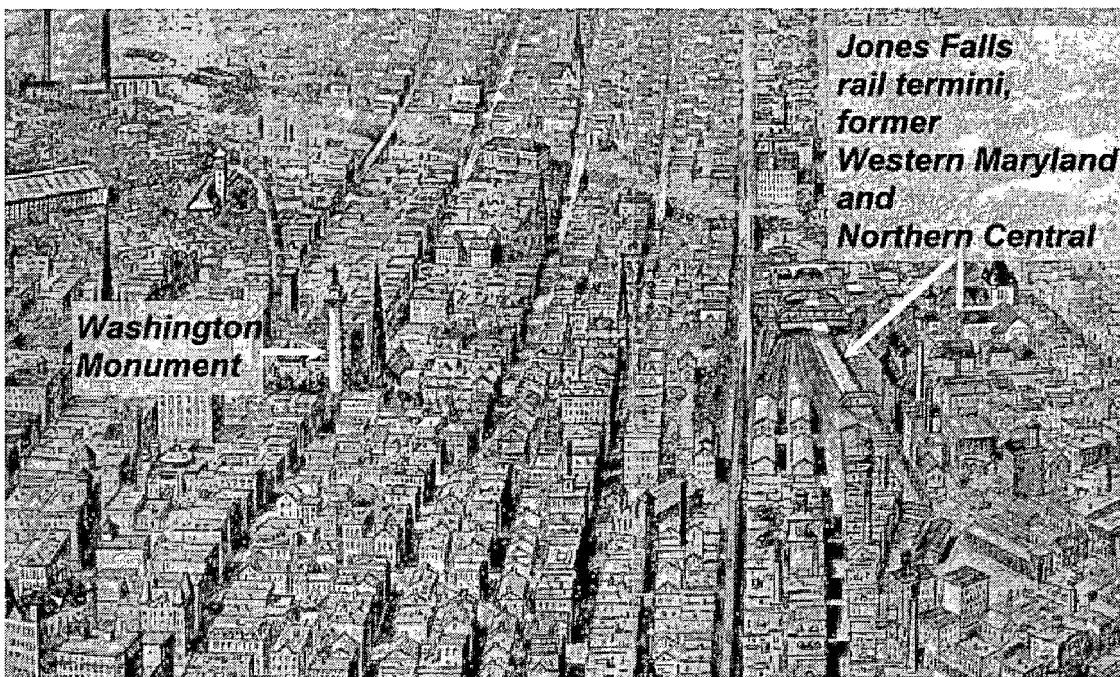 Jones Falls
rail termini,
former
Western Maryland
and
Northern Central
Washington
Monument